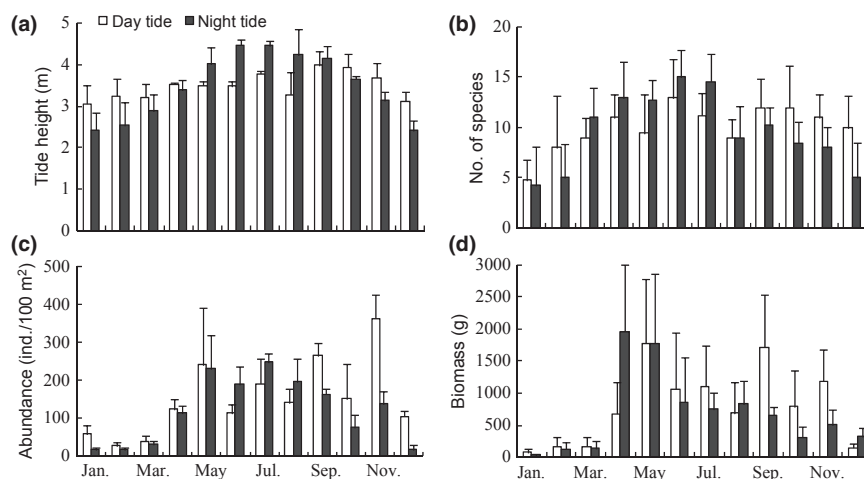 (a)
Day tide Night tide
Tide height (m)
5
4
3
2
1
0
(b)
No. of species
20
15
10
5
0
(c)
Abundance (ind./100 m²)
500
400
300
200
100
0
Jan. Mar. May Jul. Sep. Nov.
(d)
Biomass (g)
3000
2500
2000
1500
1000
500
0
Jan. Mar. May Jul. Sep. Nov.